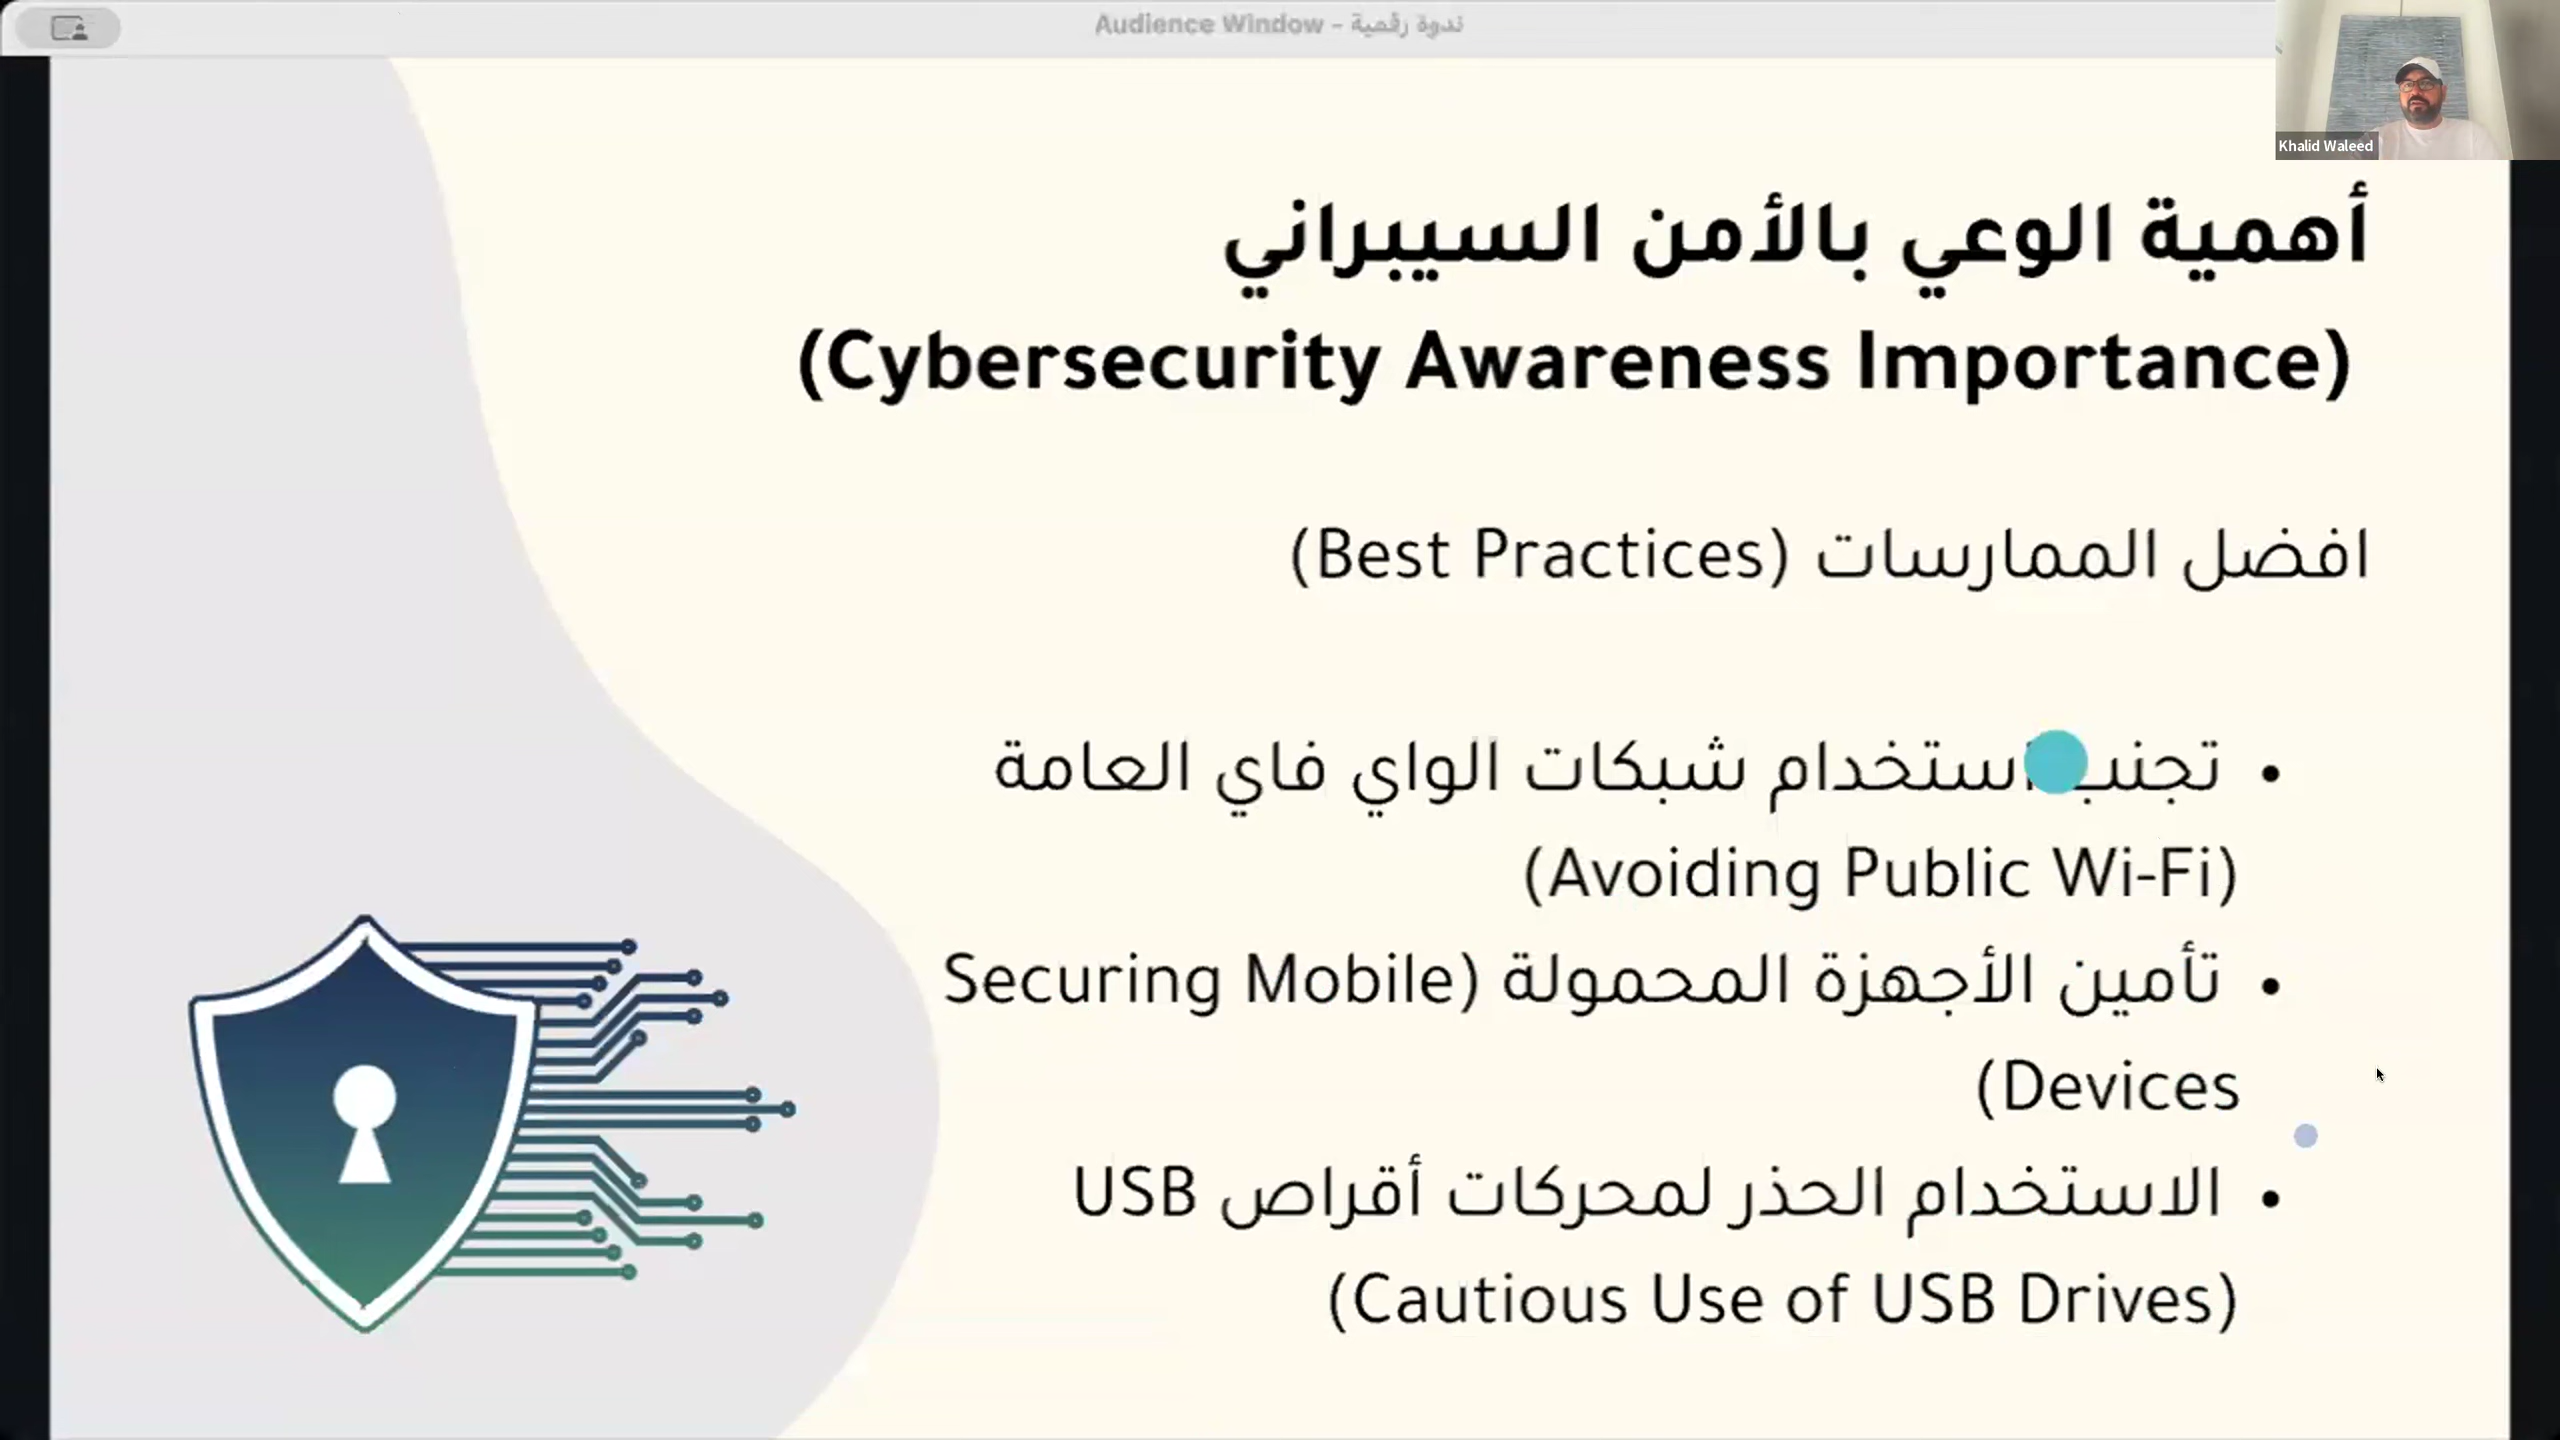 Audience Window – ندوة رقمية
Khalid Waleed
أهمية الوعي بالأمن السيبراني
(Cybersecurity Awareness Importance)
افضل الممارسات (Best Practices)
• تجنب استخدام شبكات الواي فاي العامة
(Avoiding Public Wi-Fi)
• تأمين الأجهزة المحمولة (Securing Mobile
Devices)
• الاستخدام الحذر لمحركات أقراص USB
(Cautious Use of USB Drives)